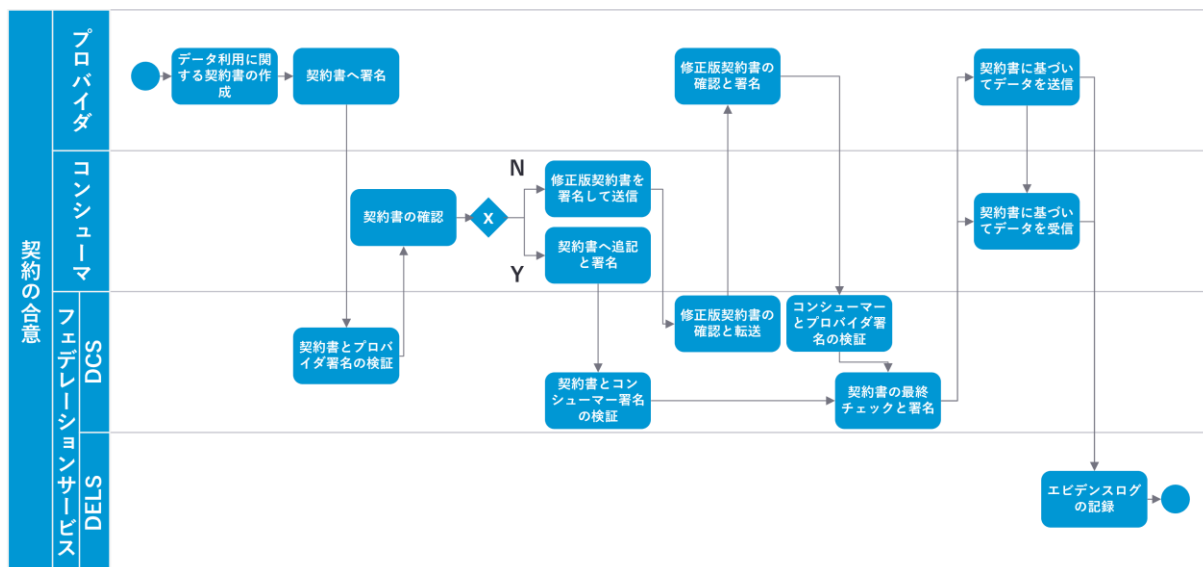 契約の合意
プロバイダ
データ利用に関
する契約書の作
成
契約書へ署名
修正版契約書の
確認と署名
契約書に基づい
てデータを送信
コンシューマ
契約書の確認
X
N
修正版契約書を
署名して送信
Y
契約書へ追記
と署名
契約書に基づい
てデータを受信
フェデレーションサービス
DCS
契約書とプロバ
イダ署名の検証
修正版契約書の
確認と転送
コンシューマー
とプロバイダ署
名の検証
契約書とコン
シューマー署名
の検証
契約書の最終
チェックと署名
DELS
エビデンスログ
の記録